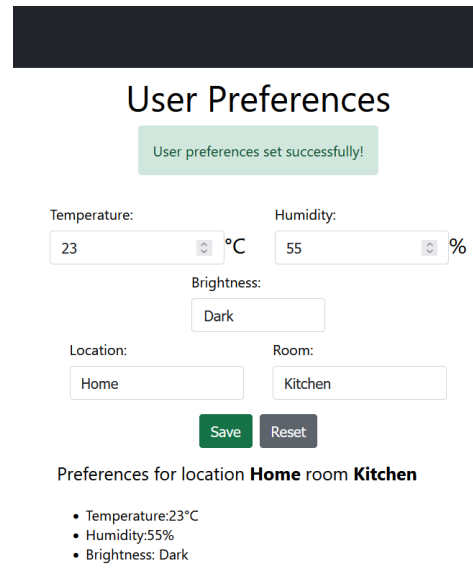 User Preferences
User preferences set successfully!
Temperature: Humidity:
23 °C 55 %
Brightness:
Dark
Location: Room:
Home Kitchen
Save Reset
Preferences for location Home room Kitchen
• Temperature:23°C
• Humidity:55%
• Brightness: Dark